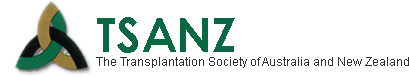 TSANZ
The Transplantation Society of Australia and New Zealand